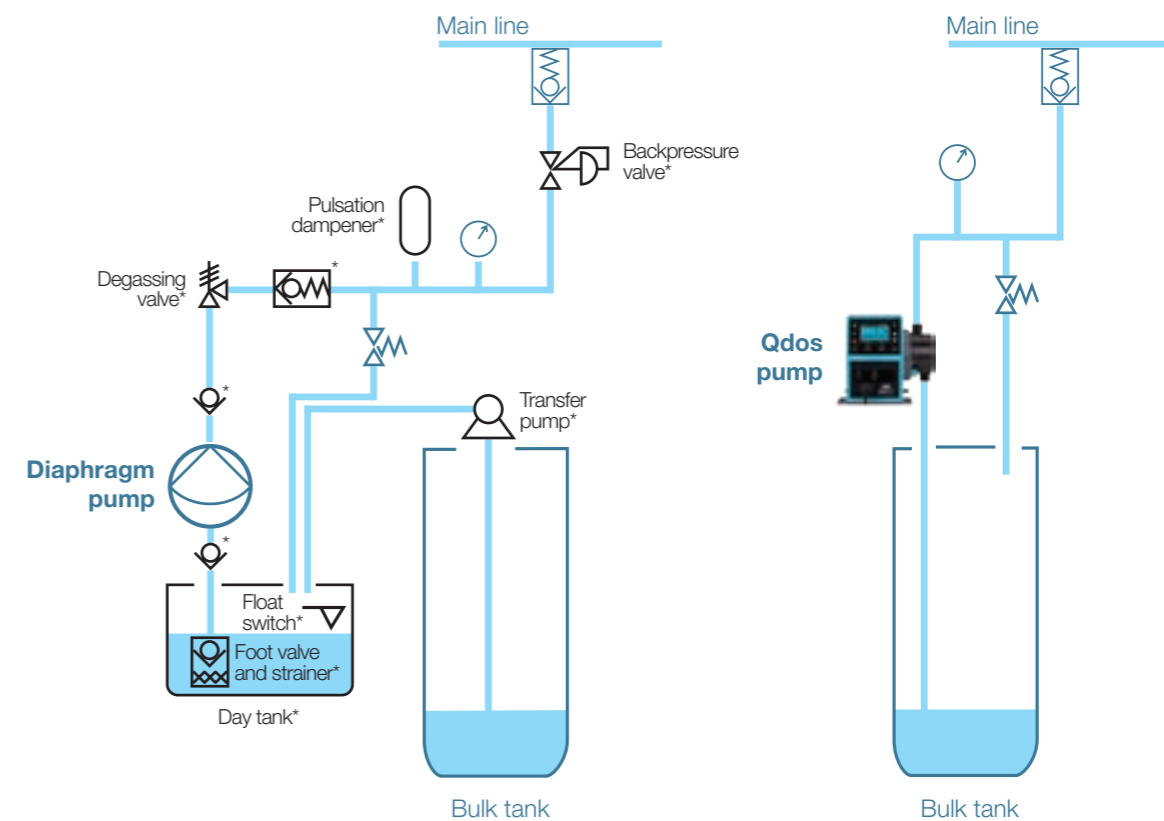 Main line
Backpressure
valve*
Pulsation
dampener*
*
Degassing
valve*
*
Diaphragm
pump
*
Transfer
pump*
Float
switch*
Foot valve
and strainer*
Day tank*
Bulk tank
Main line
Qdos
pump
Bulk tank